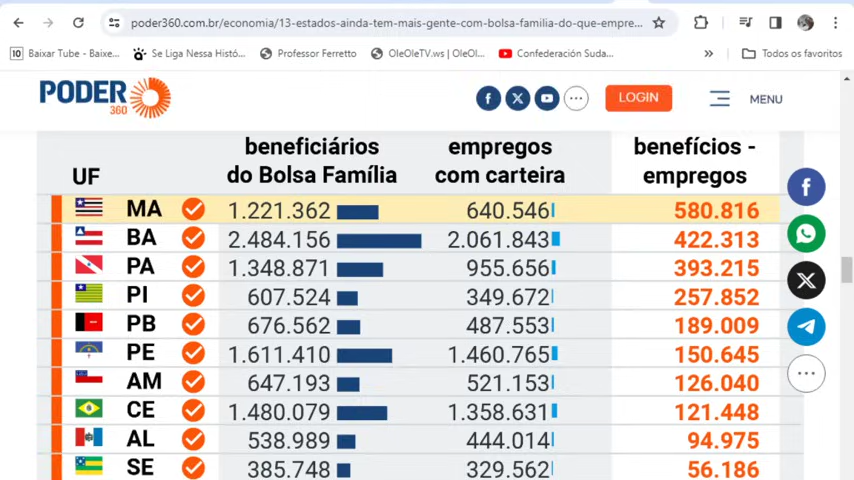 poder360.com.br/economia/13-estados-ainda-tem-mais-gente-com-bolsa-familia-do-que-empre...
10 Baixar Tube - Baixe... Se Liga Nessa Histó... Professor Ferretto OleOleTV.ws | OleOl... Confederación Suda... » Todos os favoritos
PODER 360 LOGIN MENU
UF beneficiários do Bolsa Família empregos com carteira benefícios - empregos
MA 1.221.362 640.546 580.816
BA 2.484.156 2.061.843 422.313
PA 1.348.871 955.656 393.215
PI 607.524 349.672 257.852
PB 676.562 487.553 189.009
PE 1.611.410 1.460.765 150.645
AM 647.193 521.153 126.040
CE 1.480.079 1.358.631 121.448
AL 538.989 444.014 94.975
SE 385.748 329.562 56.186